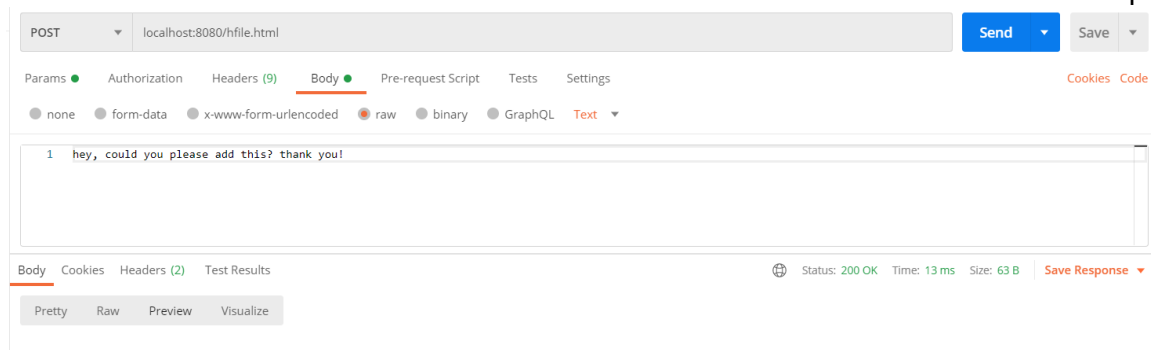 POST localhost:8080/hfile.html Send Save
Params Authorization Headers (9) Body Pre-request Script Tests Settings Cookies Code
none form-data x-www-form-urlencoded raw binary GraphQL Text
1 hey, could you please add this? thank you!
Body Cookies Headers (2) Test Results Status: 200 OK Time: 13 ms Size: 63 B Save Response
Pretty Raw Preview Visualize